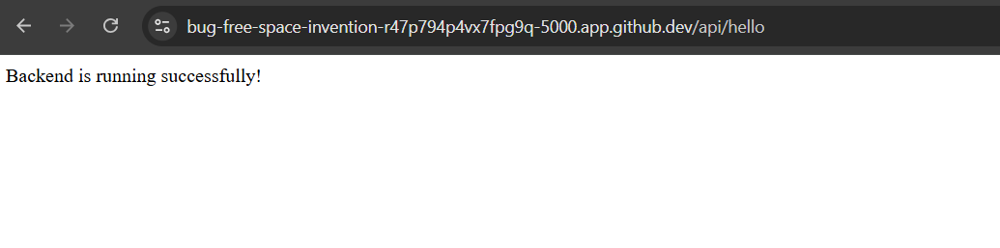 bug-free-space-invention-r47p794p4vx7fpg9q-5000.app.github.dev/api/hello
Backend is running successfully!